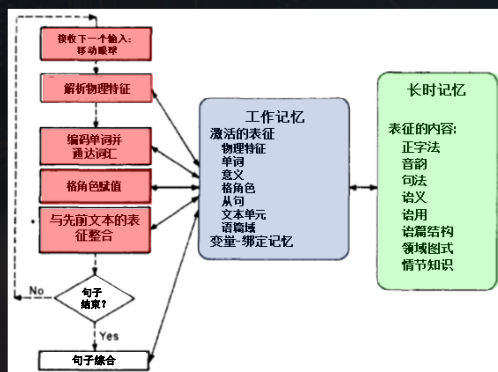 接收下一个输入:
移动眼球
解析物理特征
编码单词并
通达词汇
格角色赋值
与先前文本的表
征整合
No
句子
结束?
Yes
句子综合
工作记忆
激活的表征
物理特征
单词
意义
格角色
从句
文本单元
语篇域
变量-绑定记忆
长时记忆
表征的内容:
正字法
音韵
句法
语义
语用
语篇结构
领域图式
情节知识